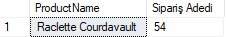 ProductName Sipariş Adedi
1 Raclette Courdavault 54